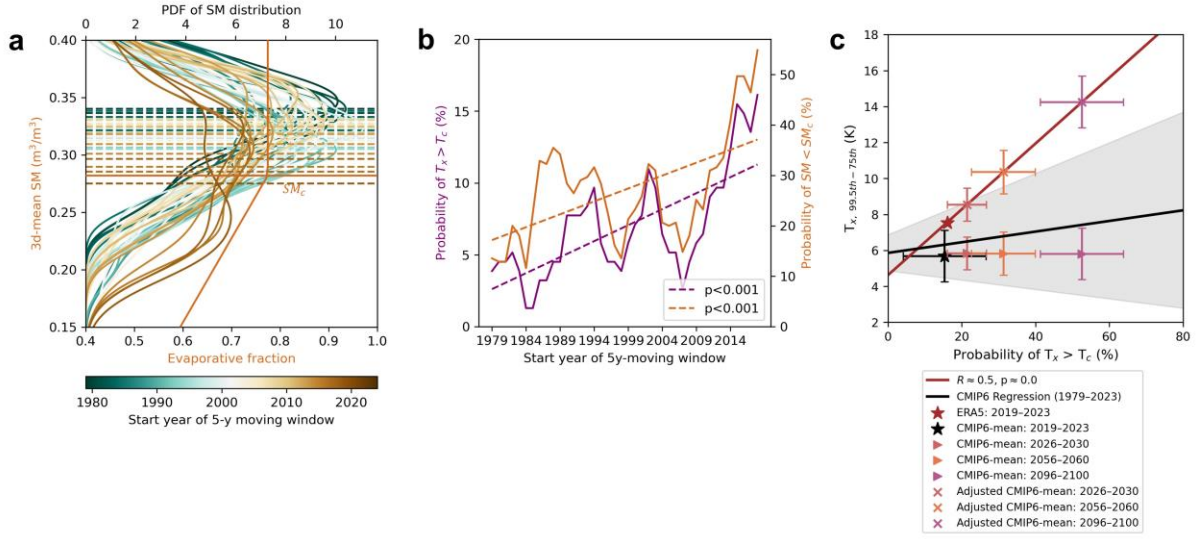 a
PDF of SM distribution
0 2 4 6 8 10
3d-mean SM (m³/m³)
0.40
0.35
0.30
0.25
0.20
0.15
SMc
0.4 0.5 0.6 0.7 0.8 0.9 1.0
Evaporative fraction
1980 1990 2000 2010 2020
Start year of 5-y moving window
b
Probability of Tx > Tc (%)
20
15
10
5
0
Probability of SM < SMc (%)
50
40
30
20
10
0
p<0.001
p<0.001
1979 1984 1989 1994 1999 2004 2009 2014
Start year of 5y-moving window
c
Tx, 99.5th−75th (K)
18
16
14
12
10
8
6
4
2
0 20 40 60 80
Probability of Tx > Tc (%)
R ≈ 0.5, p ≈ 0.0
CMIP6 Regression (1979–2023)
ERA5: 2019–2023
CMIP6-mean: 2019–2023
CMIP6-mean: 2026–2030
CMIP6-mean: 2056–2060
CMIP6-mean: 2096–2100
Adjusted CMIP6-mean: 2026–2030
Adjusted CMIP6-mean: 2056–2060
Adjusted CMIP6-mean: 2096–2100